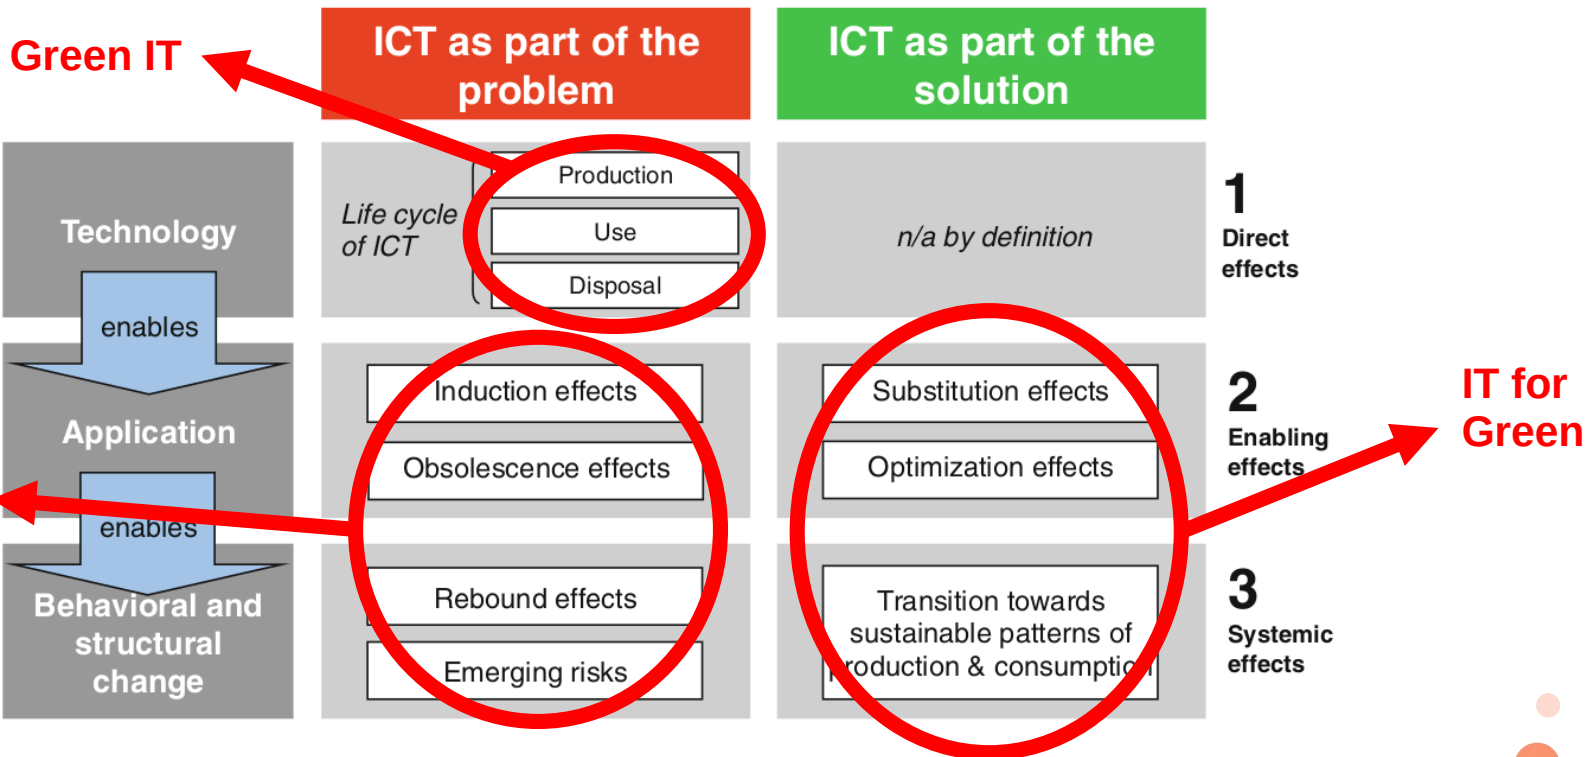 Green IT
ICT as part of the
problem
ICT as part of the
solution
Technology
Life cycle
of ICT
Production
Use
Disposal
n/a by definition
1
Direct
effects
enables
Application
Induction effects
Obsolescence effects
Substitution effects
Optimization effects
2
Enabling
effects
IT for
Green
enables
Behavioral and
structural
change
Rebound effects
Emerging risks
Transition towards
sustainable patterns of
production & consumption
3
Systemic
effects